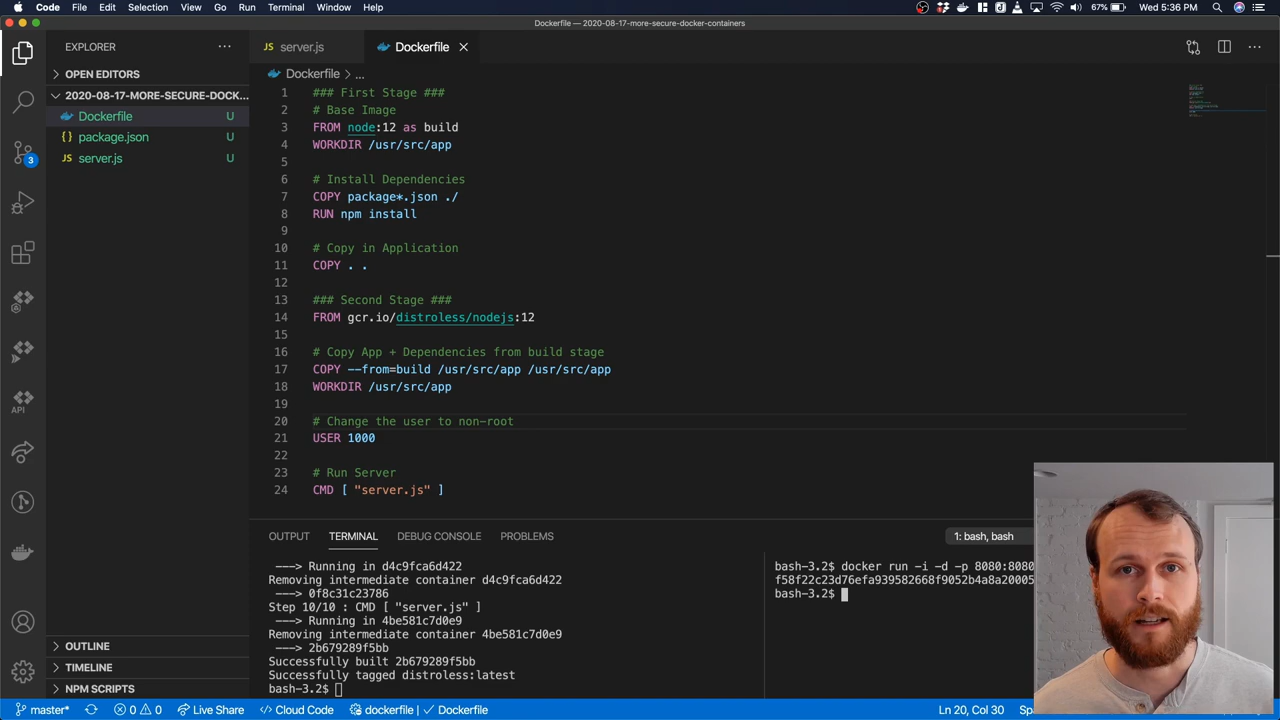 Code File Edit Selection View Go Run Terminal Window Help
67% Wed 5:36 PM
Dockerfile — 2020-08-17-more-secure-docker-containers
EXPLORER
OPEN EDITORS
2020-08-17-MORE-SECURE-DOCK...
Dockerfile U
{} package.json U
JS server.js U
3
API
OUTLINE
TIMELINE
NPM SCRIPTS
JS server.js
Dockerfile
Dockerfile > ...
1 ### First Stage ###
2 # Base Image
3 FROM node:12 as build
4 WORKDIR /usr/src/app
5
6 # Install Dependencies
7 COPY package*.json ./
8 RUN npm install
9
10 # Copy in Application
11 COPY . .
12
13 ### Second Stage ###
14 FROM gcr.io/distroless/nodejs:12
15
16 # Copy App + Dependencies from build stage
17 COPY --from=build /usr/src/app /usr/src/app
18 WORKDIR /usr/src/app
19
20 # Change the user to non-root
21 USER 1000
22
23 # Run Server
24 CMD [ "server.js" ]
OUTPUT TERMINAL DEBUG CONSOLE PROBLEMS
1: bash, bash
---> Running in d4c9fca6d422
Removing intermediate container d4c9fca6d422
---> 0f8c31c23786
Step 10/10 : CMD [ "server.js" ]
---> Running in 4be581c7d0e9
Removing intermediate container 4be581c7d0e9
---> 2b679289f5bb
Successfully built 2b679289f5bb
Successfully tagged distroless:latest
bash-3.2$
bash-3.2$ docker run -i -d -p 8080:8080
f58f22c23d76efa939582668f9052b4a8a20005
bash-3.2$
master* 0 0 Live Share Cloud Code dockerfile | Dockerfile Ln 20, Col 30